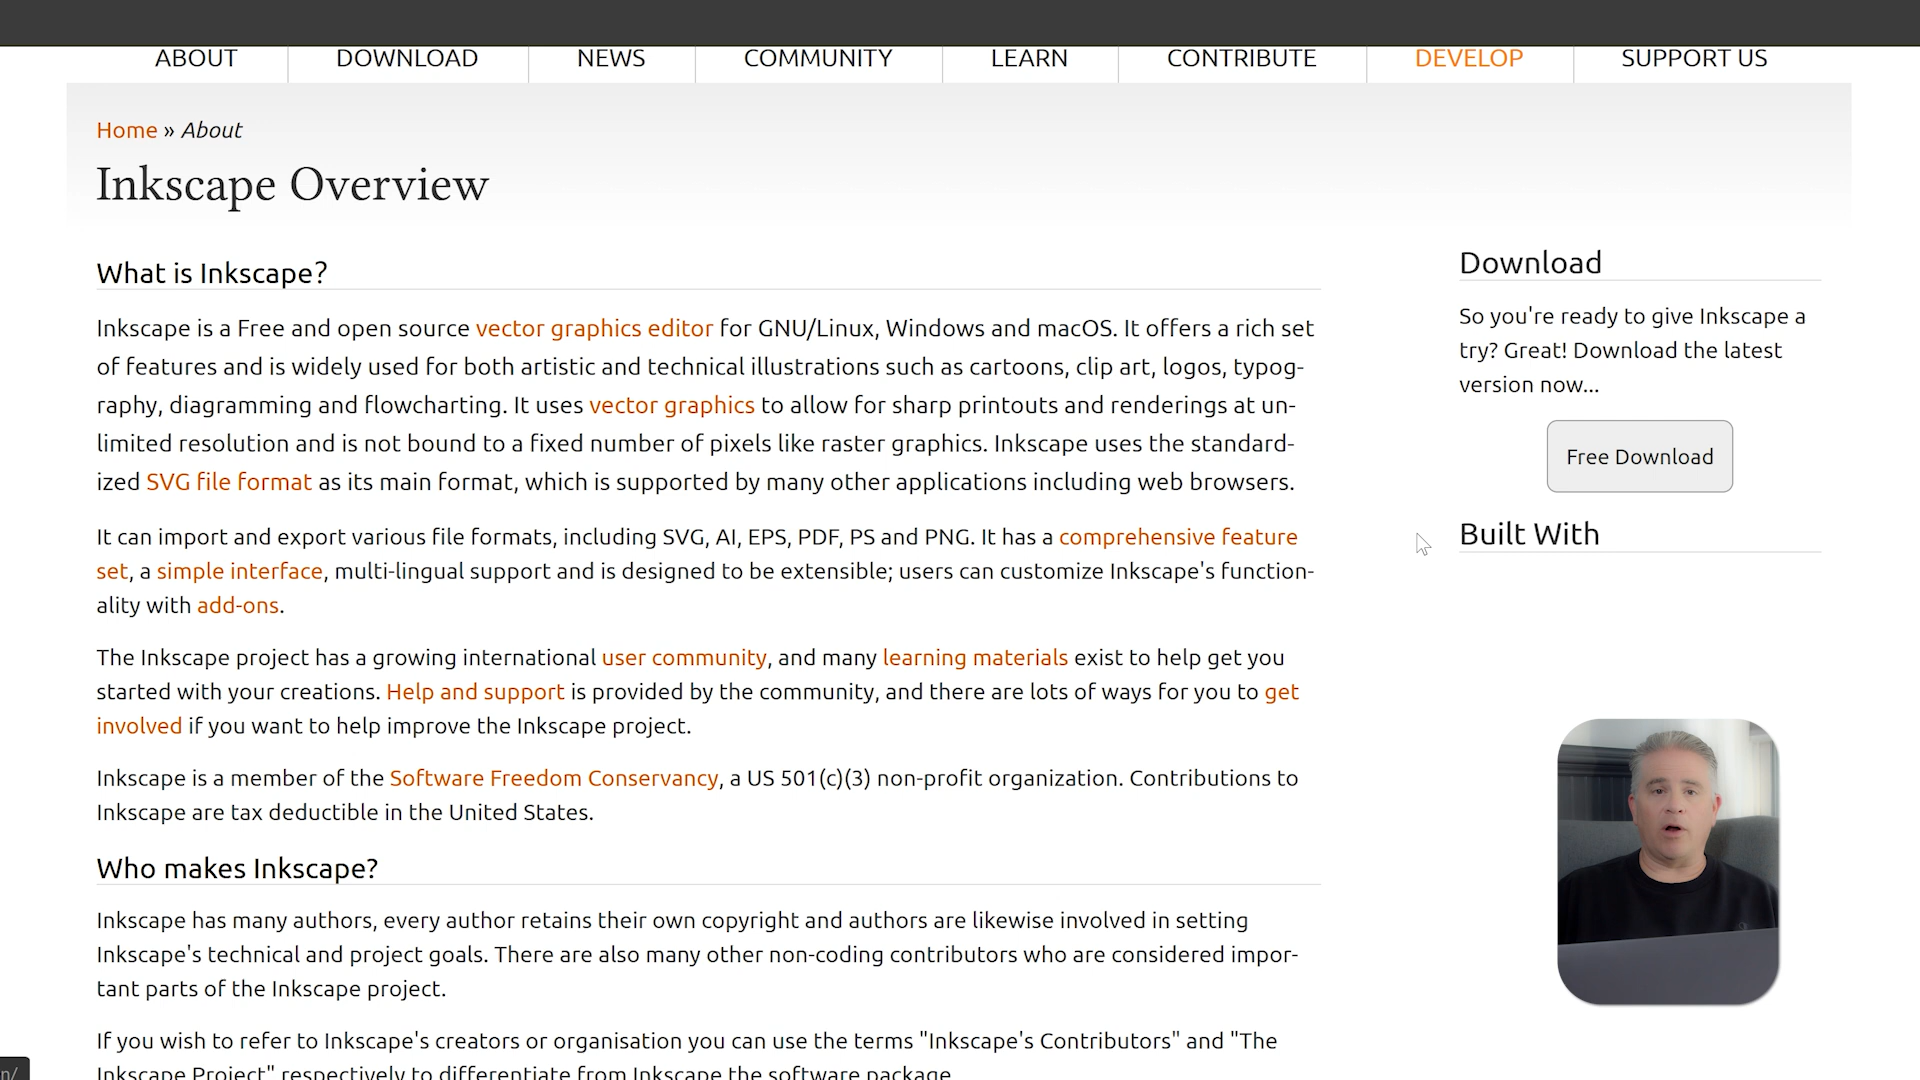 ABOUT DOWNLOAD NEWS COMMUNITY LEARN CONTRIBUTE DEVELOP SUPPORT US
Home » About
Inkscape Overview
What is Inkscape?
Inkscape is a Free and open source vector graphics editor for GNU/Linux, Windows and macOS. It offers a rich set
of features and is widely used for both artistic and technical illustrations such as cartoons, clip art, logos, typog-
raphy, diagramming and flowcharting. It uses vector graphics to allow for sharp printouts and renderings at un-
limited resolution and is not bound to a fixed number of pixels like raster graphics. Inkscape uses the standard-
ized SVG file format as its main format, which is supported by many other applications including web browsers.
It can import and export various file formats, including SVG, AI, EPS, PDF, PS and PNG. It has a comprehensive feature
set, a simple interface, multi-lingual support and is designed to be extensible; users can customize Inkscape's function-
ality with add-ons.
The Inkscape project has a growing international user community, and many learning materials exist to help get you
started with your creations. Help and support is provided by the community, and there are lots of ways for you to get
involved if you want to help improve the Inkscape project.
Inkscape is a member of the Software Freedom Conservancy, a US 501(c)(3) non-profit organization. Contributions to
Inkscape are tax deductible in the United States.
Who makes Inkscape?
Inkscape has many authors, every author retains their own copyright and authors are likewise involved in setting
Inkscape's technical and project goals. There are also many other non-coding contributors who are considered impor-
tant parts of the Inkscape project.
If you wish to refer to Inkscape's creators or organisation you can use the terms "Inkscape's Contributors" and "The
Inkscape Project" respectively to differentiate from Inkscape the software package.
Download
So you're ready to give Inkscape a
try? Great! Download the latest
version now...
Free Download
Built With
n/